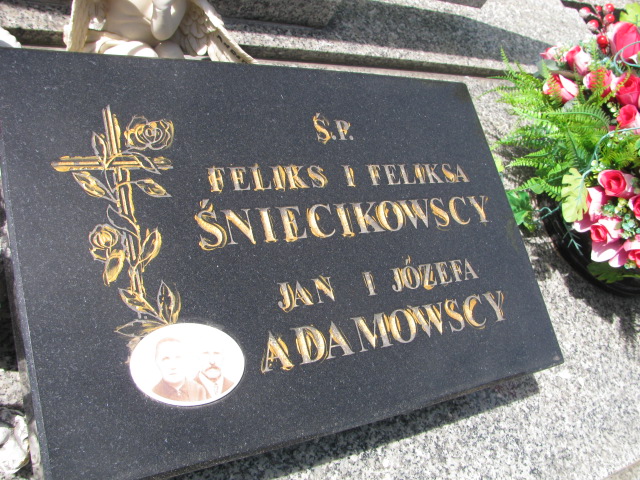 Ś.P.
FELIKS I FELIKSA
ŚNIECIKOWSCY
JAN I JÓZEFA
ADAMOWSCY